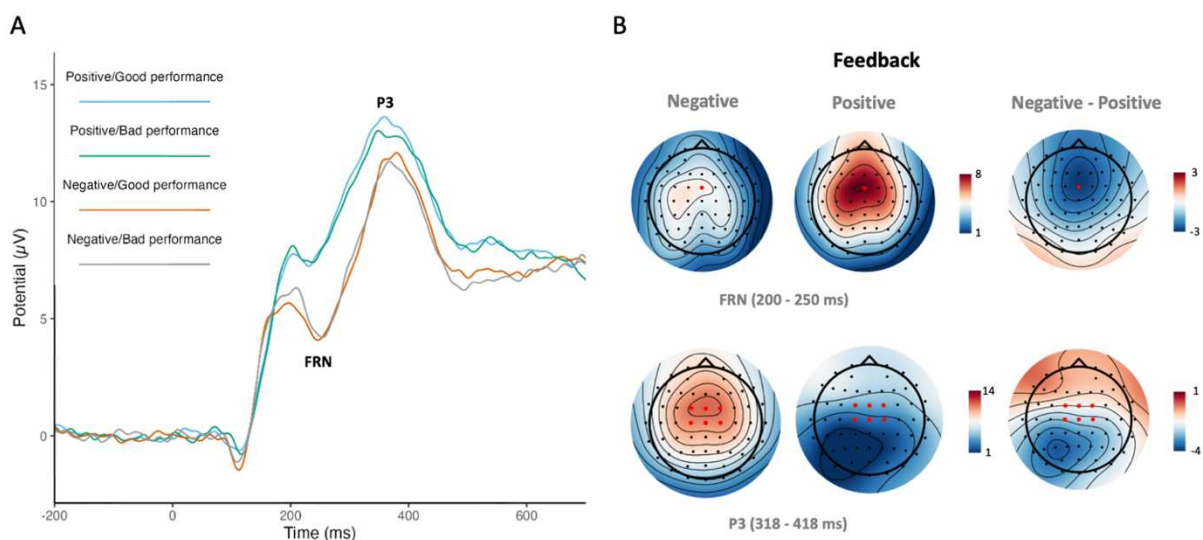 A
Positive/Good performance
Positive/Bad performance
Negative/Good performance
Negative/Bad performance
P3
FRN
Potential (µV)
15
10
5
0
-200
0
200
400
600
Time (ms)
B
Feedback
Negative
Positive
Negative - Positive
8
1
3
-3
FRN (200 - 250 ms)
14
1
1
-4
P3 (318 - 418 ms)